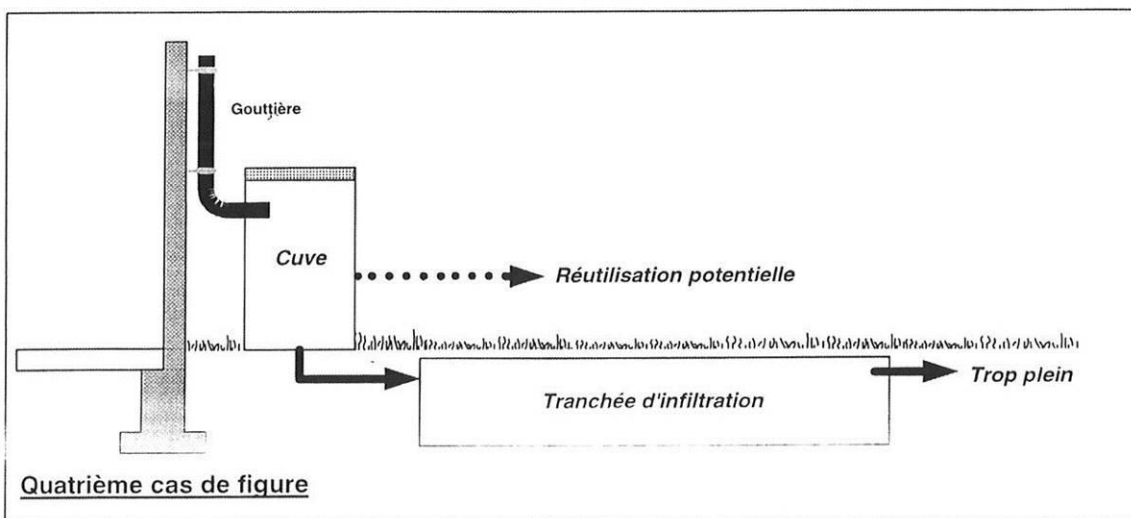 Gouttière
Cuve
Réutilisation potentielle
Trop plein
Tranchée d'infiltration
Quatrième cas de figure